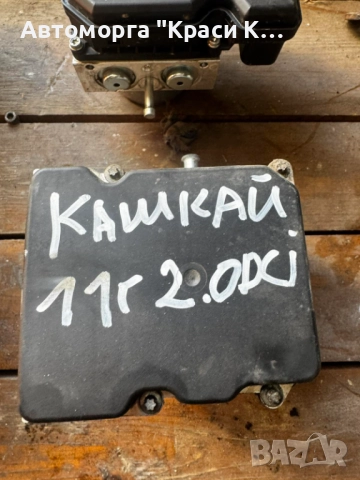 Автоморга "Краси К...
КАШКАЙ
11г 2.0DCi
BAZAR